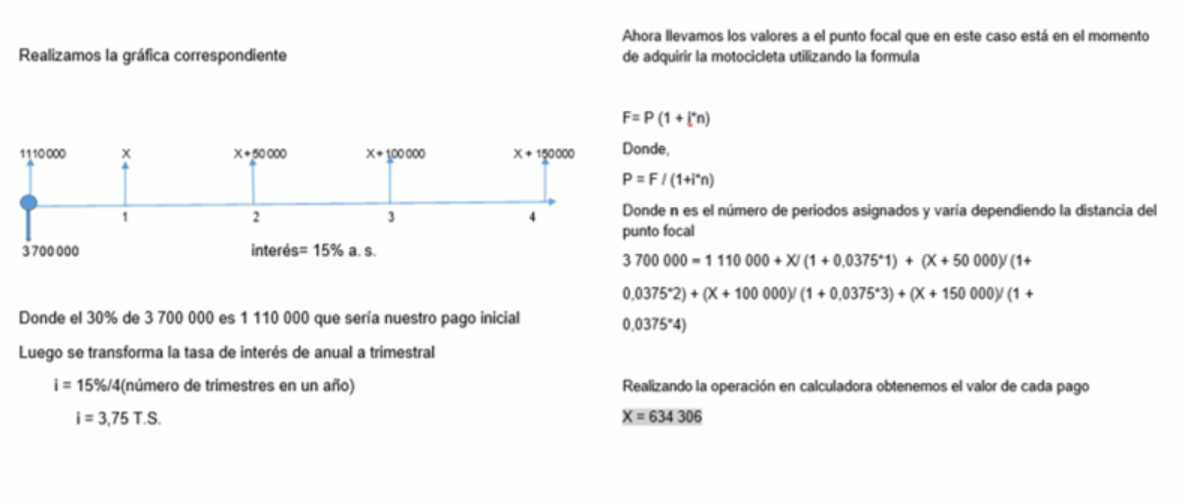 Realizamos la gráfica correspondiente
1110000 X X+50000 X+100000 X + 150000
1 2 3 4
3700000 interés= 15% a. s.
Donde el 30% de 3 700 000 es 1 110 000 que sería nuestro pago inicial
Luego se transforma la tasa de interés de anual a trimestral
i = 15%/4(número de trimestres en un año)
i = 3,75 T.S.
Ahora llevamos los valores a el punto focal que en este caso está en el momento
de adquirir la motocicleta utilizando la formula
F= P (1 + i*n)
Donde,
P = F / (1+i*n)
Donde n es el número de periodos asignados y varía dependiendo la distancia del
punto focal
3 700 000 = 1 110 000 + X/ (1 + 0,0375*1) + (X + 50 000)/ (1+
0,0375*2) + (X + 100 000)/ (1 + 0,0375*3) + (X + 150 000)/ (1 +
0,0375*4)
Realizando la operación en calculadora obtenemos el valor de cada pago
X = 634 306